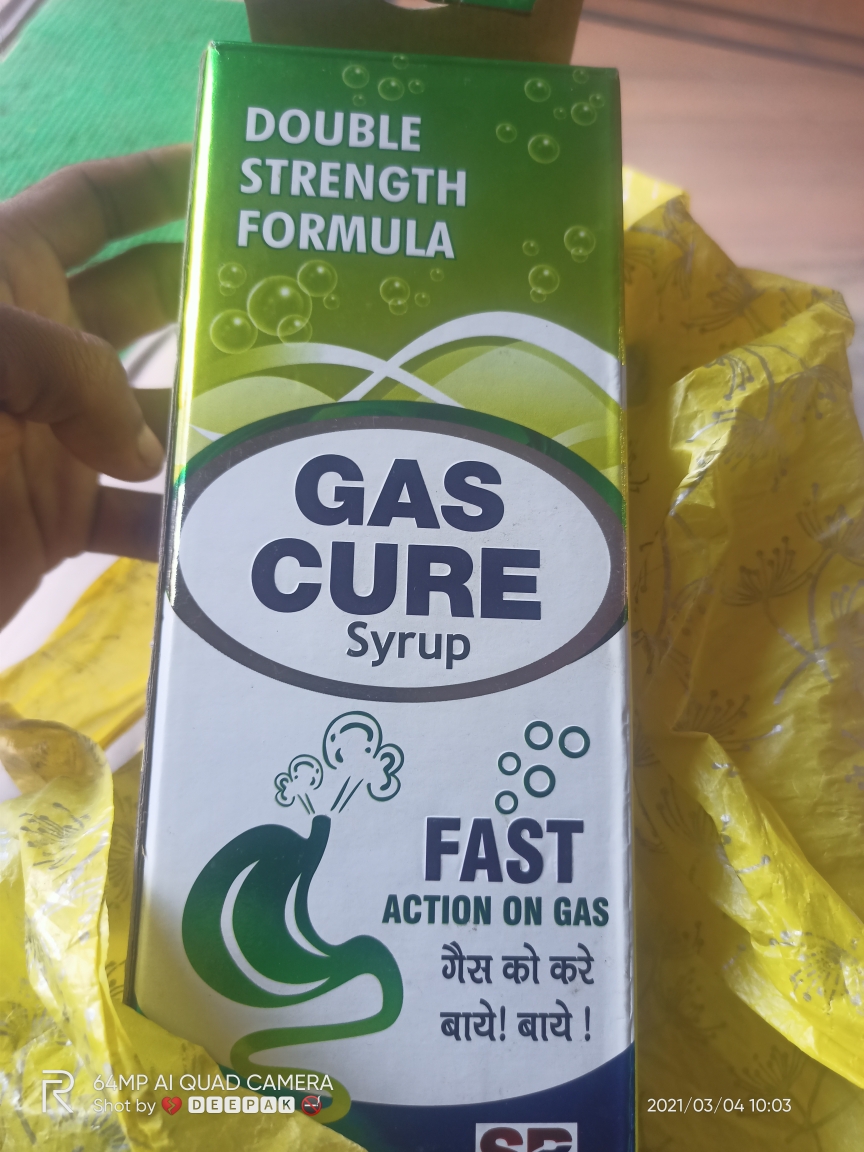 DOUBLE
STRENGTH
FORMULA
GAS
CURE
Syrup
FAST
ACTION ON GAS
गैस को करे
बाये! बाये !
64MP AI QUAD CAMERA
Shot by 💔 DEEPAK
2021/03/04 10:03